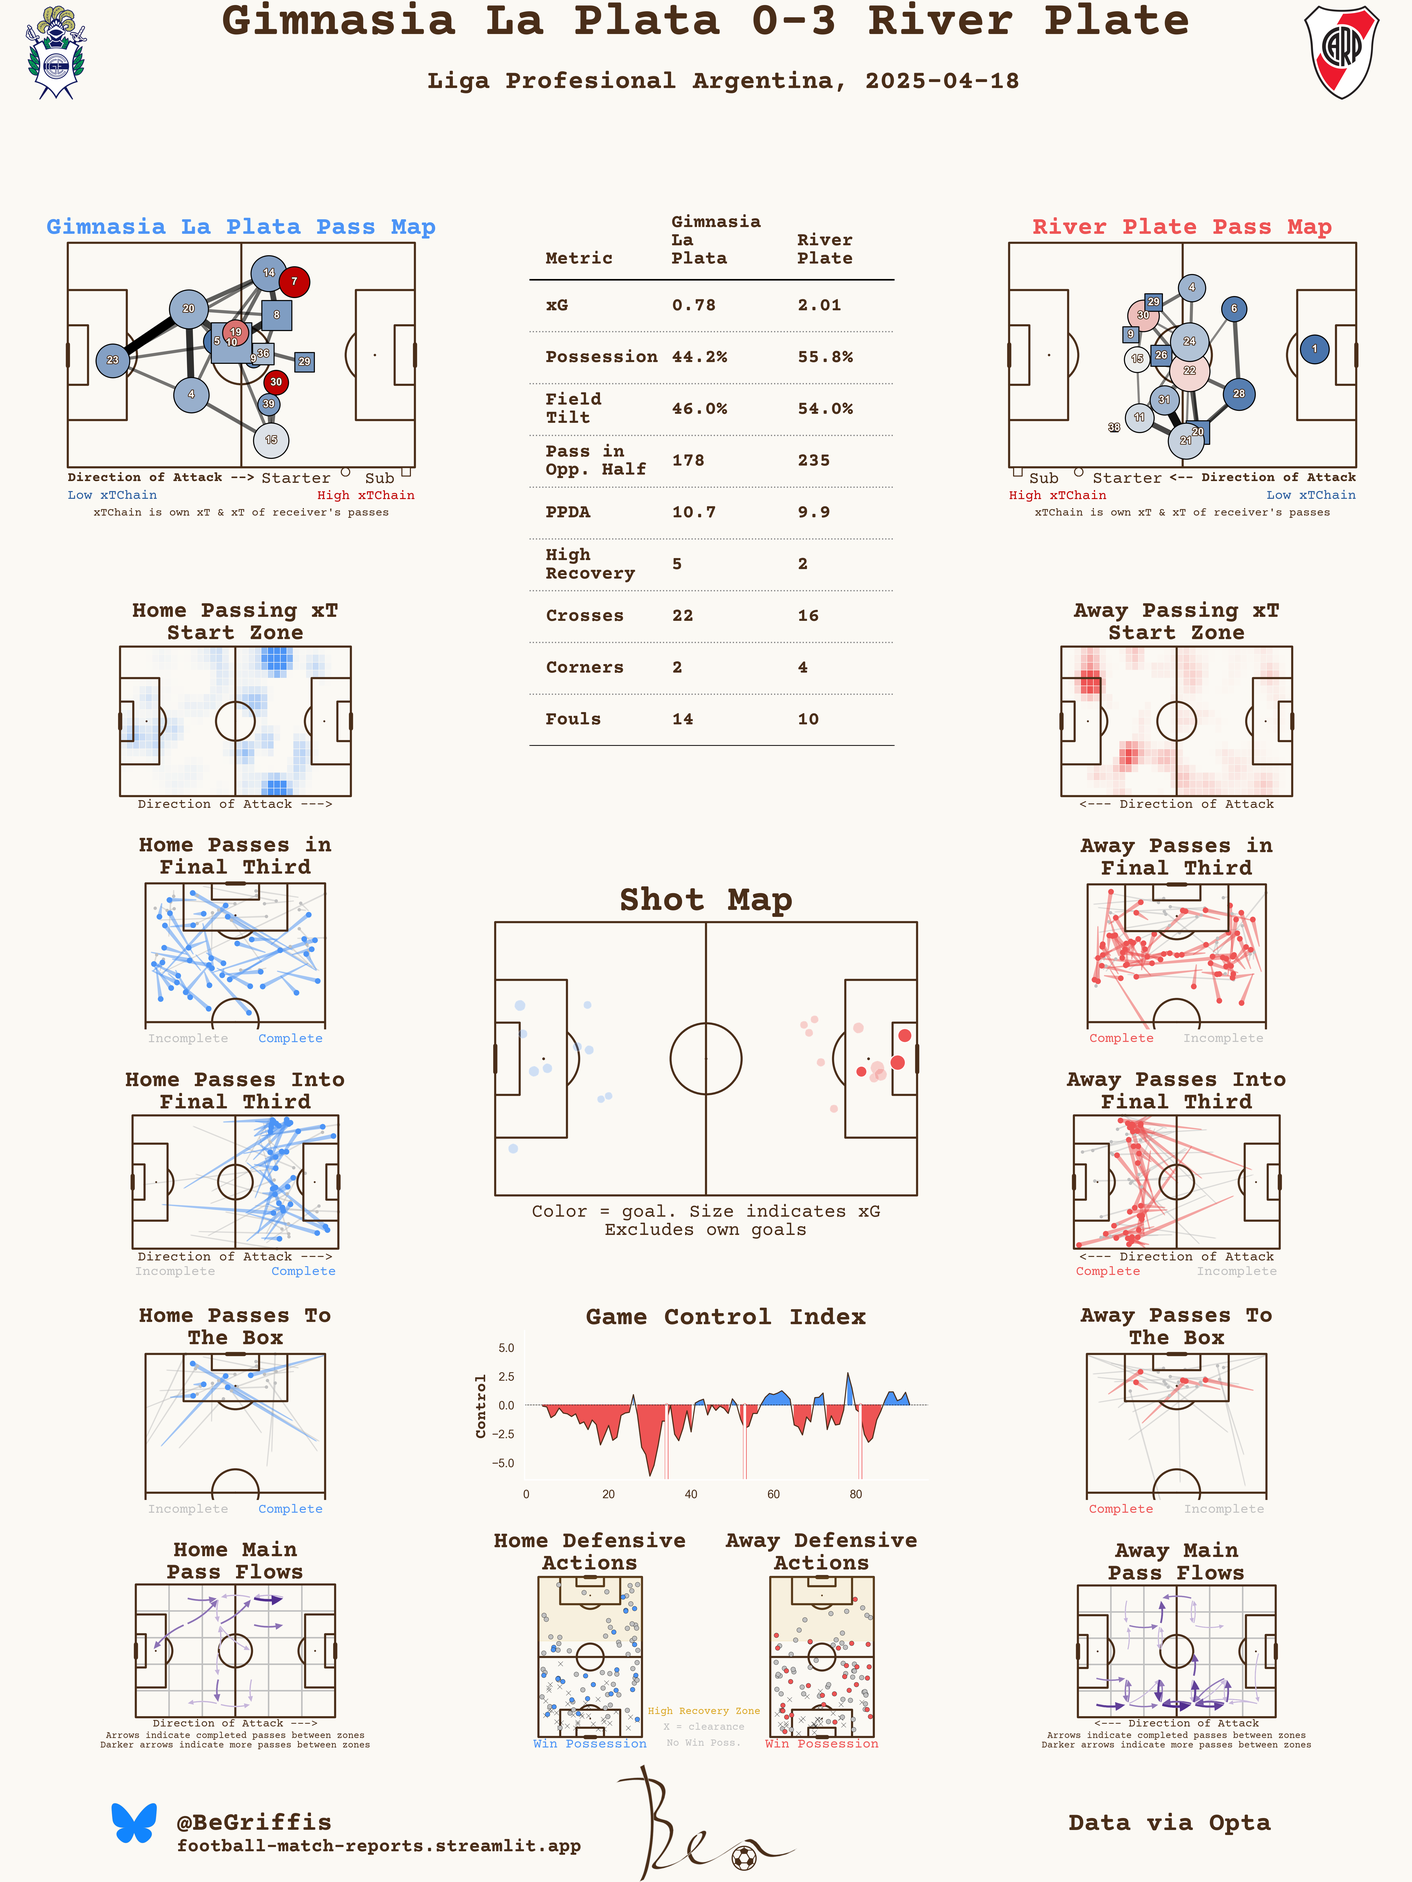 Gimnasia La Plata 0-3 River Plate
Liga Profesional Argentina, 2025-04-18
CARP
Gimnasia La Plata Pass Map
14
7
20
8
19
5
10
9
36
29
23
30
4
39
15
Direction of Attack --> Starter Sub
Low xTChain High xTChain
xTChain is own xT & xT of receiver's passes
Metric Gimnasia La Plata River Plate
xG 0.78 2.01
Possession 44.2% 55.8%
Field Tilt 46.0% 54.0%
Pass in Opp. Half 178 235
PPDA 10.7 9.9
High Recovery 5 2
Crosses 22 16
Corners 2 4
Fouls 14 10
River Plate Pass Map
4
29
30
6
9
24
1
15
26
22
31
28
11
38
20
21
Sub Starter <-- Direction of Attack
High xTChain Low xTChain
xTChain is own xT & xT of receiver's passes
Home Passing xT
Start Zone
Direction of Attack --->
Away Passing xT
Start Zone
<--- Direction of Attack
Home Passes in
Final Third
Incomplete Complete
Away Passes in
Final Third
Complete Incomplete
Shot Map
Color = goal. Size indicates xG
Excludes own goals
Home Passes Into
Final Third
Direction of Attack --->
Incomplete Complete
Away Passes Into
Final Third
<--- Direction of Attack
Complete Incomplete
Home Passes To
The Box
Incomplete Complete
Game Control Index
Control
5.0
2.5
0.0
−2.5
−5.0
0 20 40 60 80
Away Passes To
The Box
Complete Incomplete
Home Main
Pass Flows
Direction of Attack --->
Arrows indicate completed passes between zones
Darker arrows indicate more passes between zones
Home Defensive
Actions
Win Possession
High Recovery Zone
X = clearance
No Win Poss.
Away Defensive
Actions
Win Possession
Away Main
Pass Flows
<--- Direction of Attack
Arrows indicate completed passes between zones
Darker arrows indicate more passes between zones
@BeGriffis
football-match-reports.streamlit.app
Ben
Data via Opta